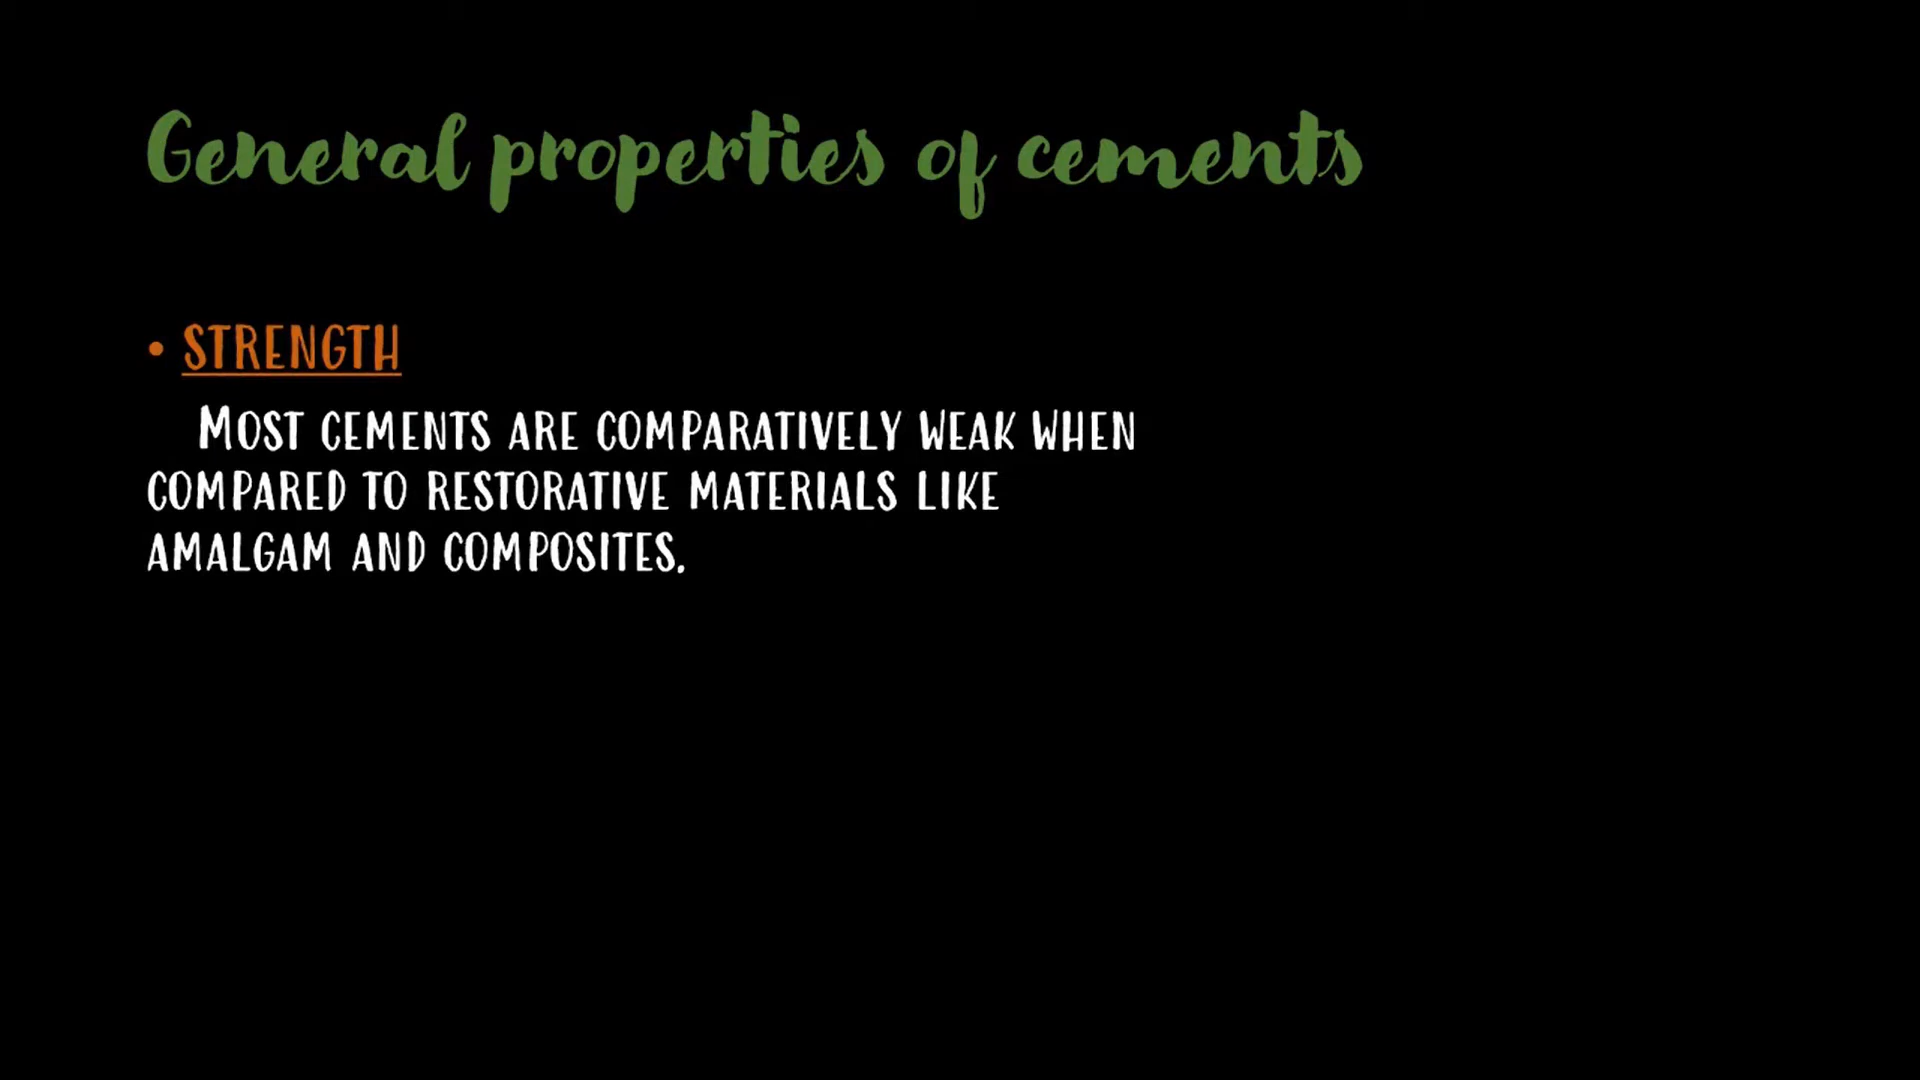 General properties of cements
• STRENGTH
MOST CEMENTS ARE COMPARATIVELY WEAK WHEN
COMPARED TO RESTORATIVE MATERIALS LIKE
AMALGAM AND COMPOSITES.